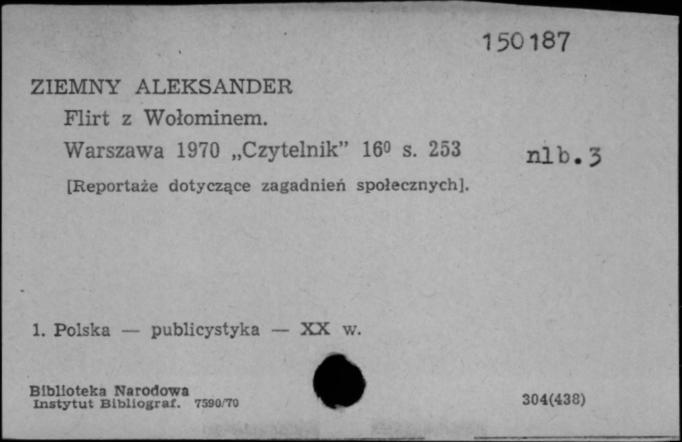 150187
ZIEMNY ALEKSANDER
Flirt z Wołominem.
Warszawa 1970 „Czytelnik” 16⁰ s. 253 nlb. 3
[Reportaże dotyczące zagadnień społecznych].
1. Polska — publicystyka — XX w.
Biblioteka Narodowa
Instytut Bibliograf. 7590/70 304(438)